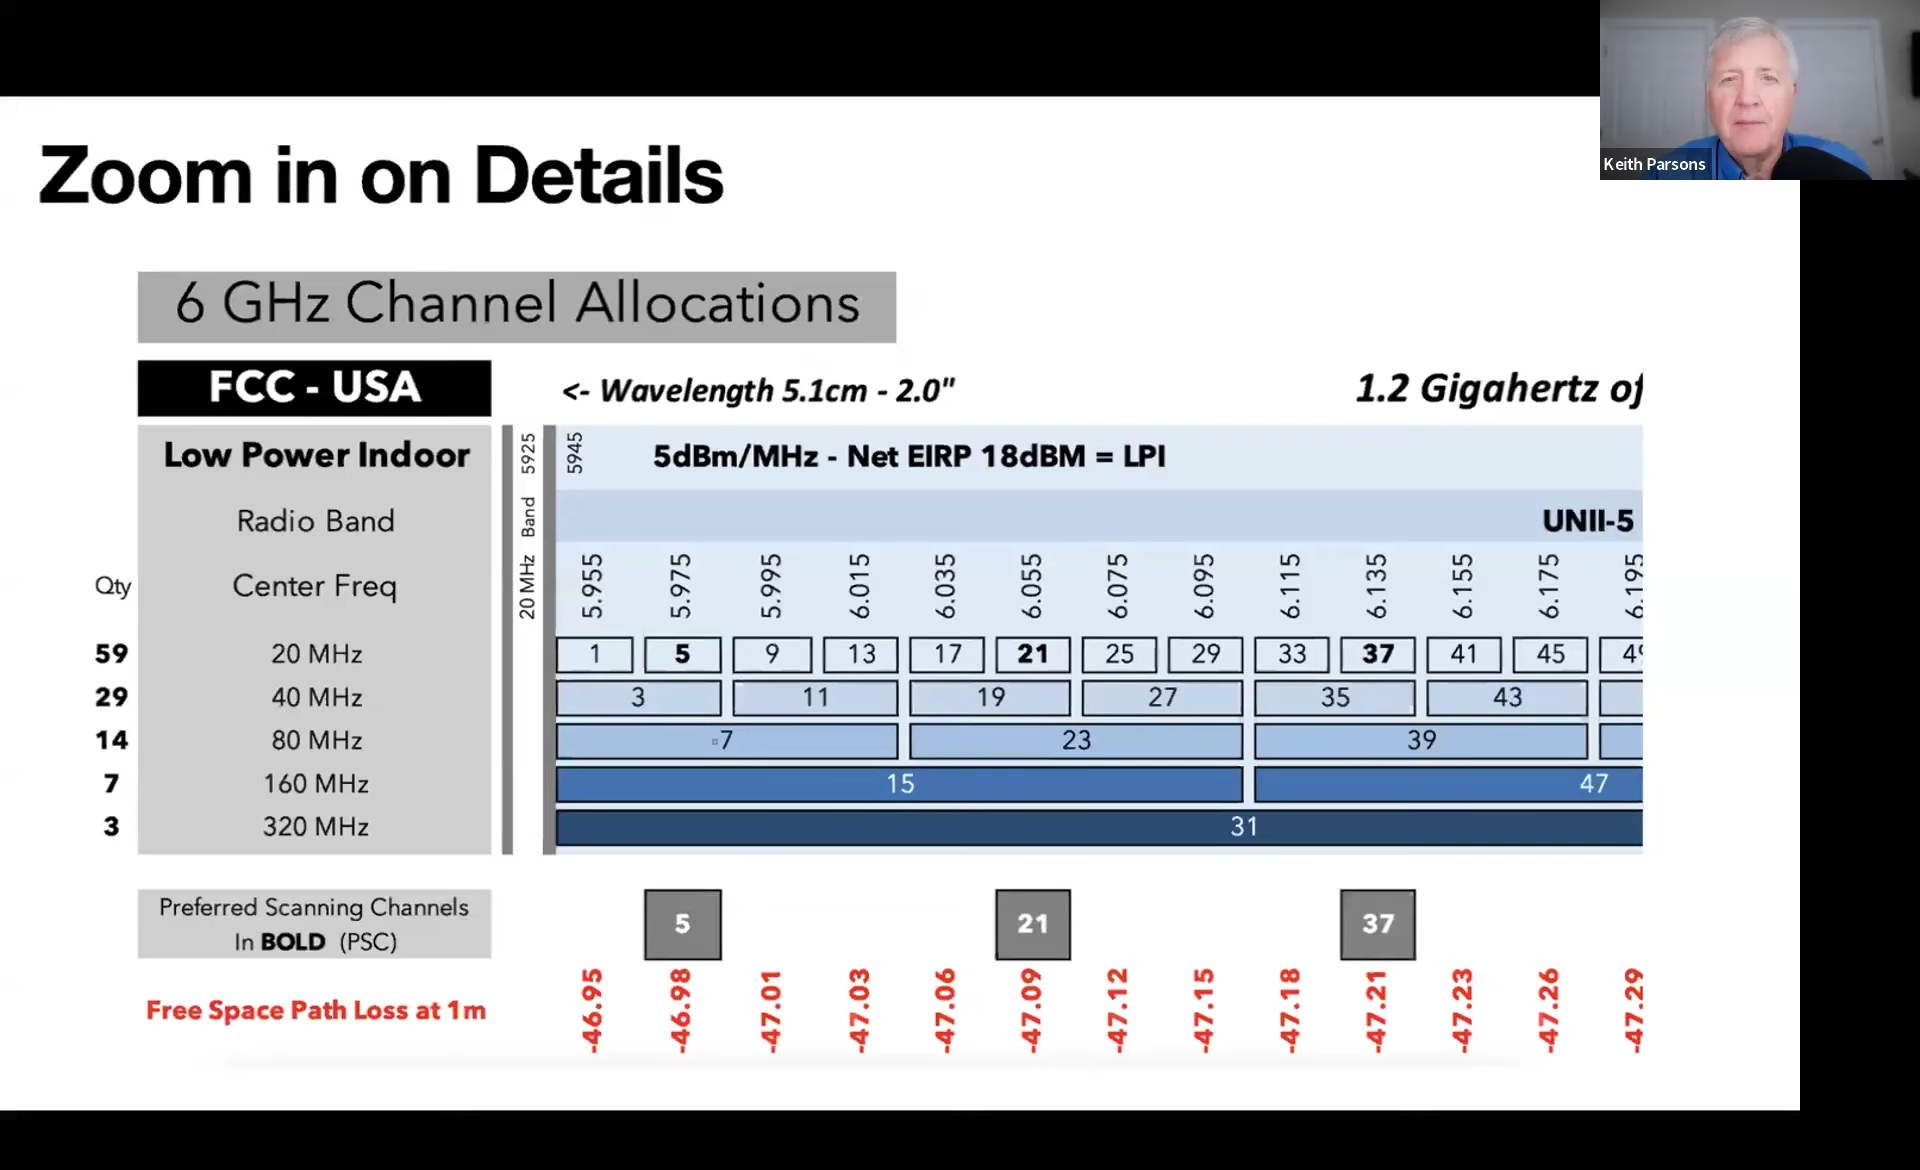 Keith Parsons
Zoom in on Details
6 GHz Channel Allocations
FCC - USA
<- Wavelength 5.1cm - 2.0"
1.2 Gigahertz of
Low Power Indoor
20 MHz Band 5925
5945
5dBm/MHz - Net EIRP 18dBM = LPI
Radio Band
UNII-5
Qty
Center Freq
5.955 5.975 5.995 6.015 6.035 6.055 6.075 6.095 6.115 6.135 6.155 6.175 6.195
59 20 MHz 1 5 9 13 17 21 25 29 33 37 41 45
29 40 MHz 3 11 19 27 35 43
14 80 MHz 7 23 39
7 160 MHz 15 47
3 320 MHz 31
Preferred Scanning Channels
In BOLD (PSC)
5 21 37
Free Space Path Loss at 1m
-46.95 -46.98 -47.01 -47.03 -47.06 -47.09 -47.12 -47.15 -47.18 -47.21 -47.23 -47.26 -47.29